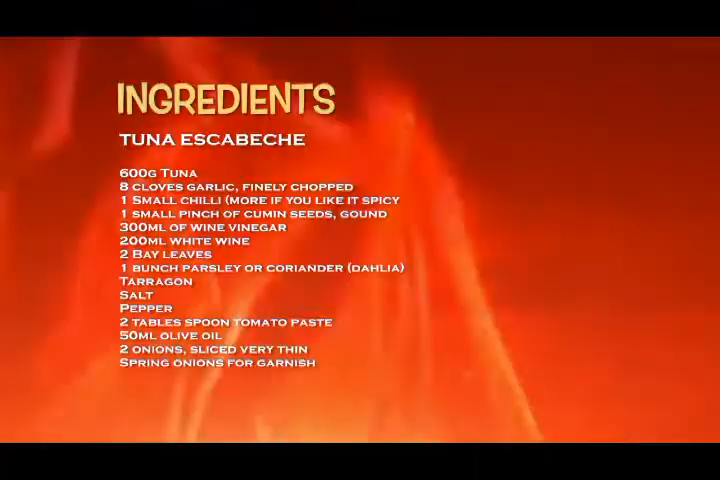 INGREDIENTS
TUNA ESCABECHE
600G TUNA
8 CLOVES GARLIC, FINELY CHOPPED
1 SMALL CHILLI (MORE IF YOU LIKE IT SPICY
1 SMALL PINCH OF CUMIN SEEDS, GOUND
300ML OF WINE VINEGAR
200ML WHITE WINE
2 BAY LEAVES
1 BUNCH PARSLEY OR CORIANDER (DAHLIA)
TARRAGON
SALT
PEPPER
2 TABLES SPOON TOMATO PASTE
50ML OLIVE OIL
2 ONIONS, SLICED VERY THIN
SPRING ONIONS FOR GARNISH